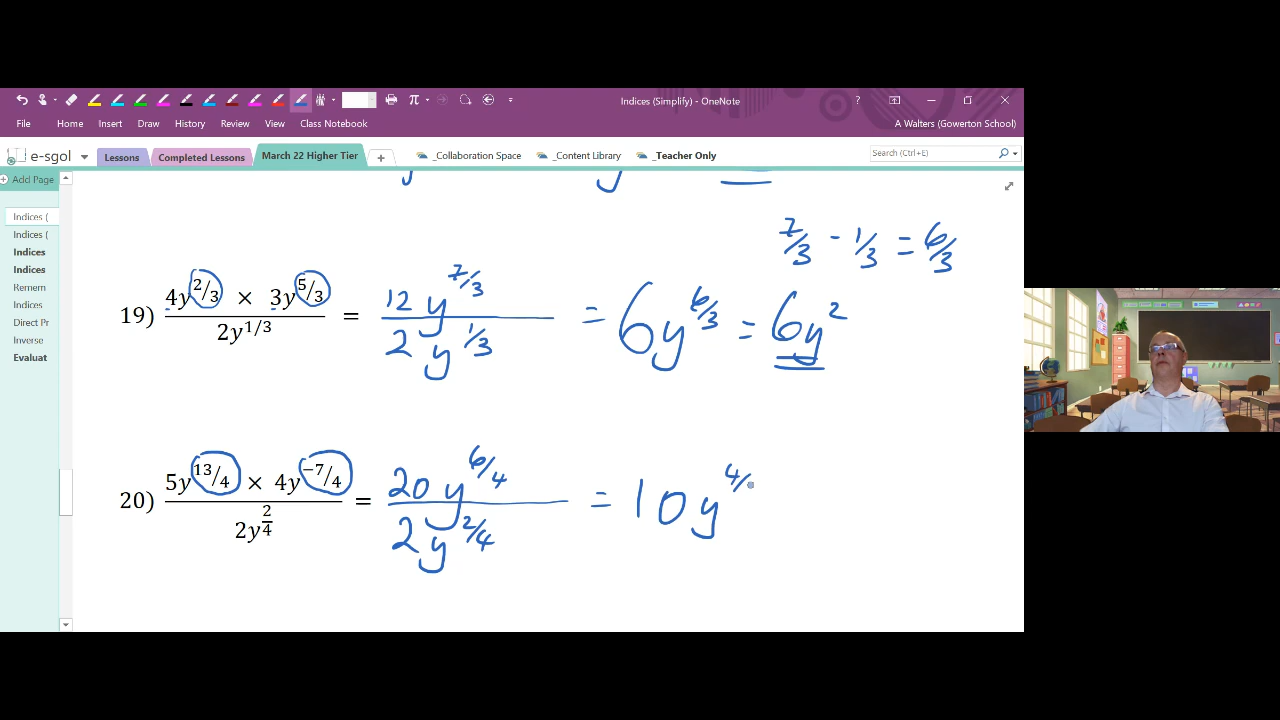 Indices (Simplify) - OneNote
?
File Home Insert Draw History Review View Class Notebook
A Walters (Gowerton School)
e-sgol Lessons Completed Lessons March 22 Higher Tier + _Collaboration Space _Content Library _Teacher Only
Search (Ctrl+E)
Add Page
Indices (
Indices (
Indices
Indices
Remem
Indices
Direct Pr
Inverse
Evaluat
7/3 - 1/3 = 6/3
19) 4y^2/3 × 3y^5/3 / 2y^1/3 = 12y^7/3 / 2y^1/3 = 6y^6/3 = 6y^2
20) 5y^13/4 × 4y^-7/4 / 2y^2/4 = 20y^6/4 / 2y^2/4 = 10y^4/